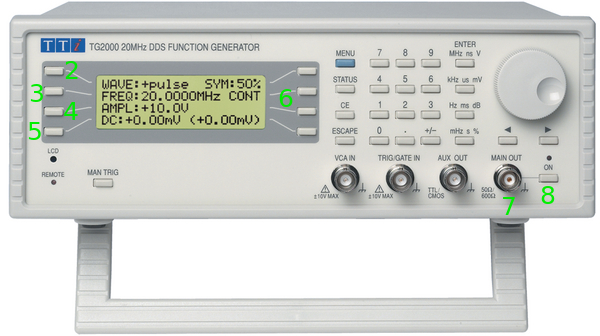 TTi TG2000 20MHz DDS FUNCTION GENERATOR
2
3
4
5
WAVE:+pulse SYM:50%
FREQ:20.0000MHz CONT
AMPL:+10.0V
DC:+0.00mV (+0.00mV)
6
MENU 7 8 9 ENTER MHz ns V
STATUS 4 5 6 kHz us mV
CE 1 2 3 Hz ms dB
ESCAPE 0 . +/− mHz s %
LCD
REMOTE
MAN TRIG
VCA IN TRIG/GATE IN AUX OUT MAIN OUT ON
±10V MAX ±10V MAX TTL/CMOS 50Ω/600Ω
7 8